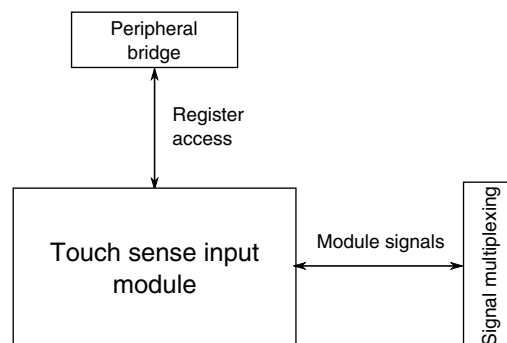 Peripheral
bridge
Register
access
Touch sense input
module
Module signals
Signal multiplexing